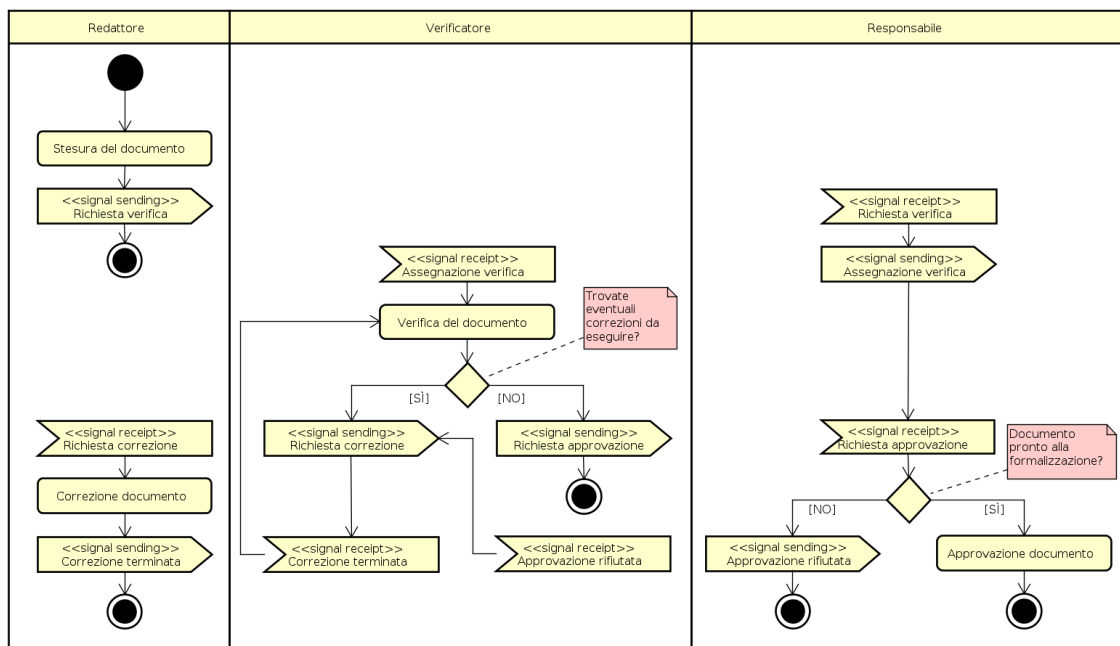 Redattore
Verificatore
Responsabile
Stesura del documento
<<signal sending>>
Richiesta verifica
<<signal receipt>>
Richiesta correzione
Correzione documento
<<signal sending>>
Correzione terminata
<<signal receipt>>
Assegnazione verifica
Verifica del documento
Trovate
eventuali
correzioni da
eseguire?
[SÌ]
[NO]
<<signal sending>>
Richiesta correzione
<<signal sending>>
Richiesta approvazione
<<signal receipt>>
Correzione terminata
<<signal receipt>>
Approvazione rifiutata
<<signal receipt>>
Richiesta verifica
<<signal sending>>
Assegnazione verifica
<<signal receipt>>
Richiesta approvazione
Documento
pronto alla
formalizzazione?
[NO]
[SÌ]
<<signal sending>>
Approvazione rifiutata
Approvazione documento